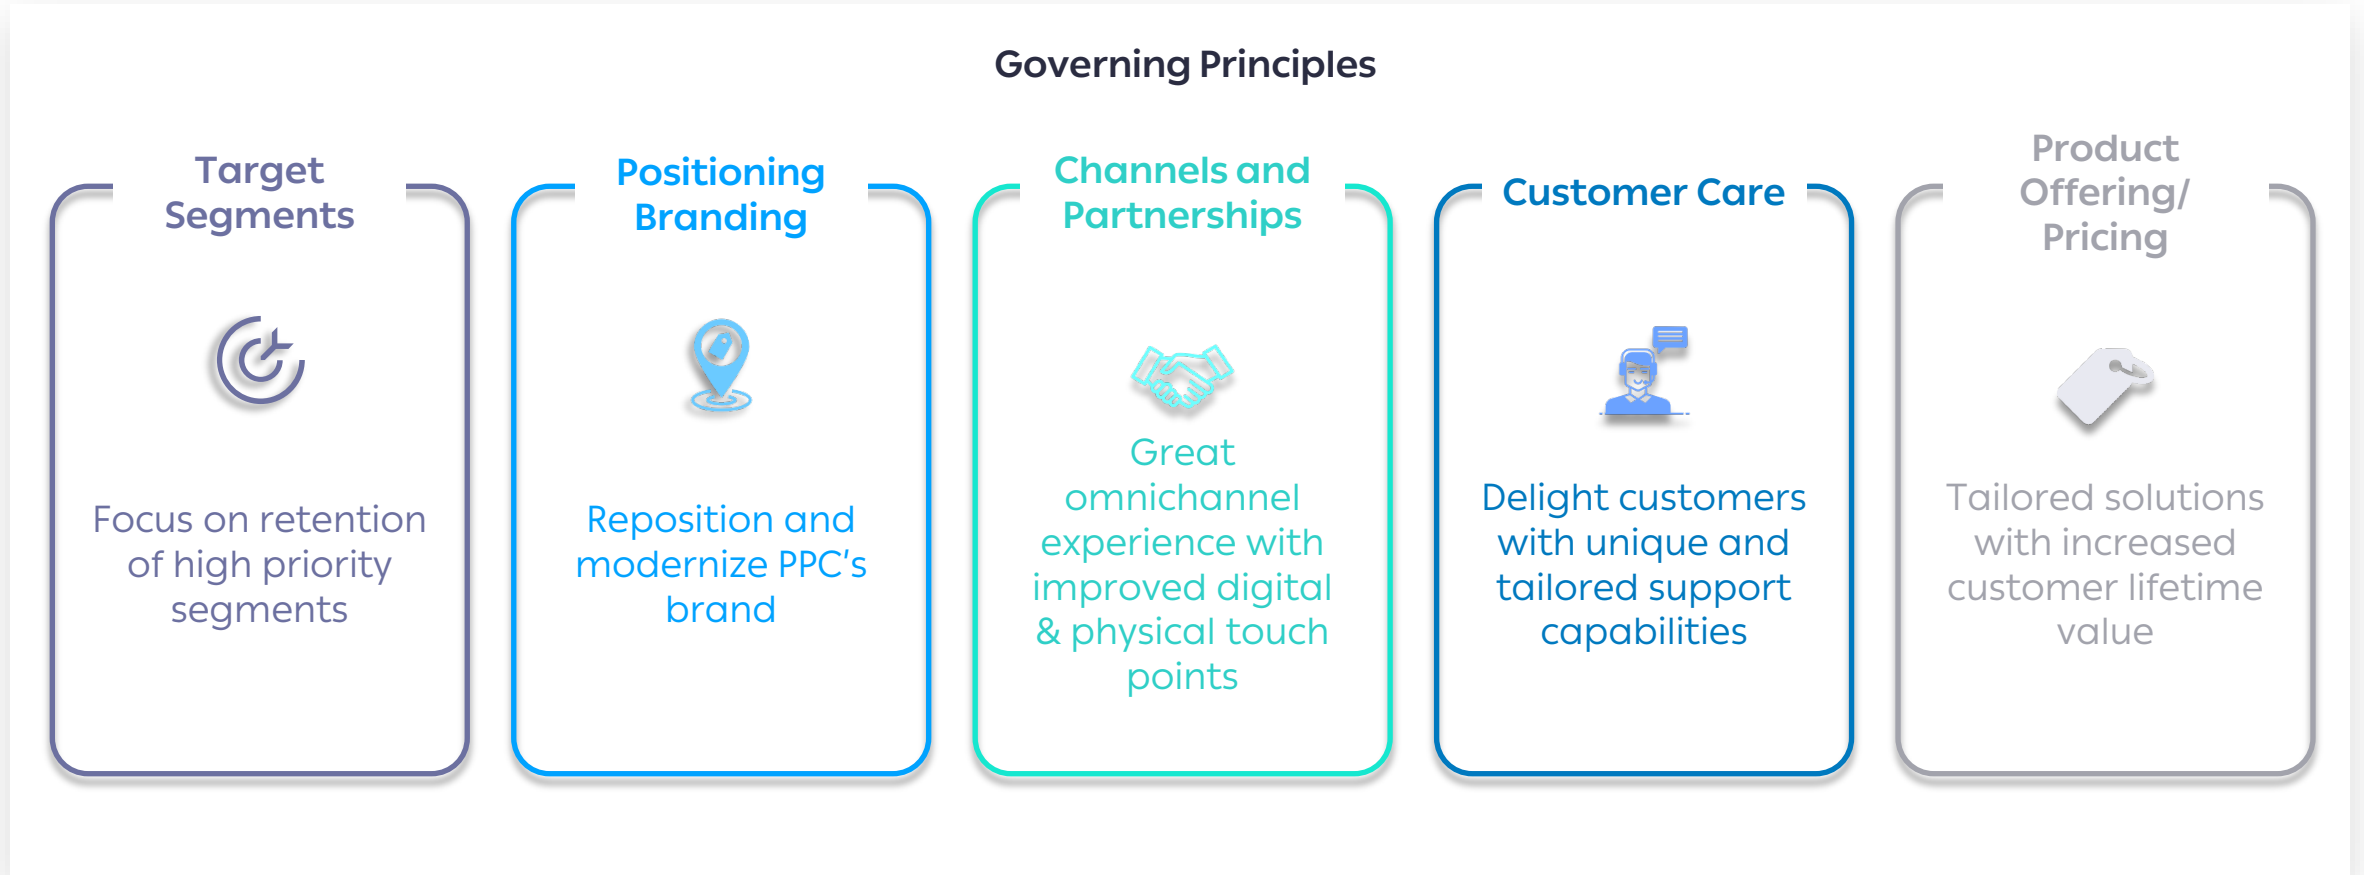 Governing Principles
Target
Segments
Focus on retention
of high priority
segments
Positioning
Branding
Reposition and
modernize PPC's
brand
Channels and
Partnerships
Great
omnichannel
experience with
improved digital
& physical touch
points
Customer Care
Delight customers
with unique and
tailored support
capabilities
Product
Offering/
Pricing
Tailored solutions
with increased
customer lifetime
value